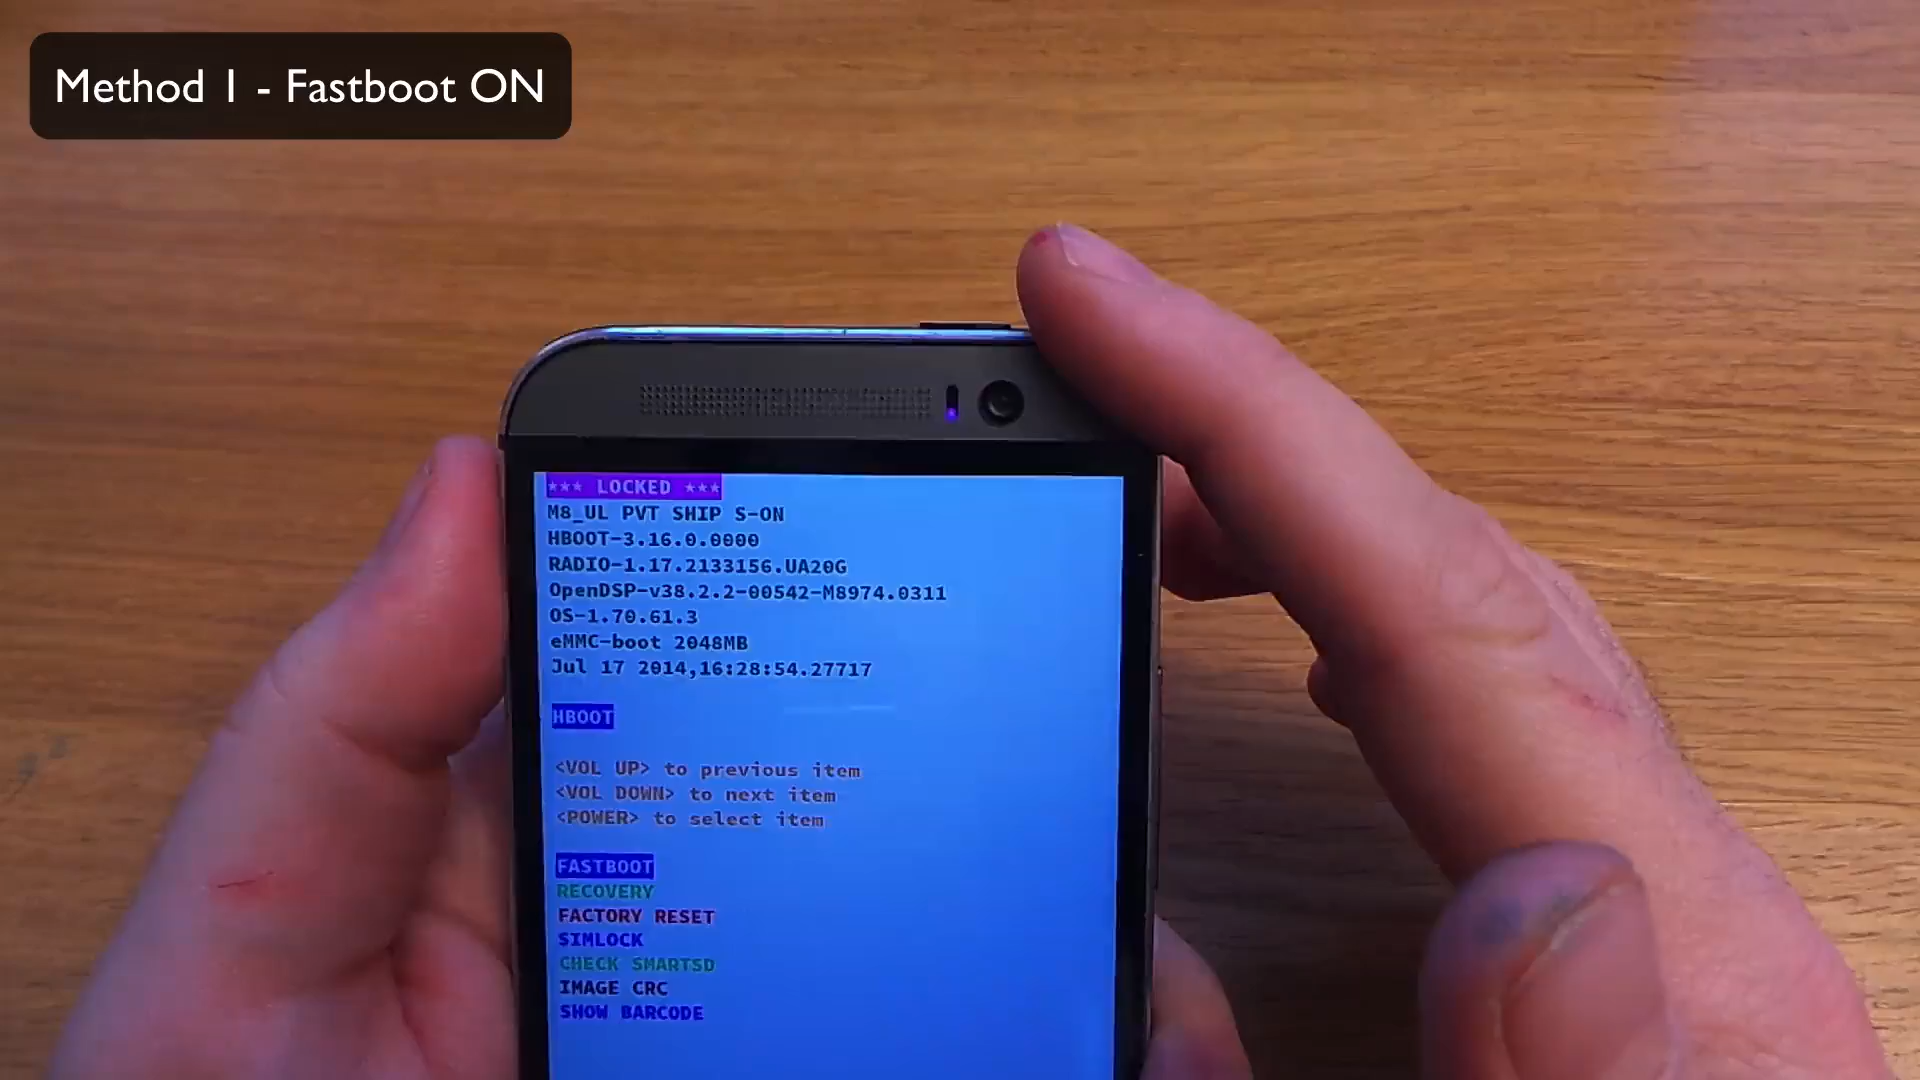 Method 1 - Fastboot ON
*** LOCKED ***
M8_UL PVT SHIP S-ON
HBOOT-3.16.0.0000
RADIO-1.17.2133156.UA20G
OpenDSP-v38.2.2-00542-M8974.0311
OS-1.70.61.3
eMMC-boot 2048MB
Jul 17 2014,16:28:54.27717
HBOOT
<VOL UP> to previous item
<VOL DOWN> to next item
<POWER> to select item
FASTBOOT
RECOVERY
FACTORY RESET
SIMLOCK
CHECK SMARTSD
IMAGE CRC
SHOW BARCODE